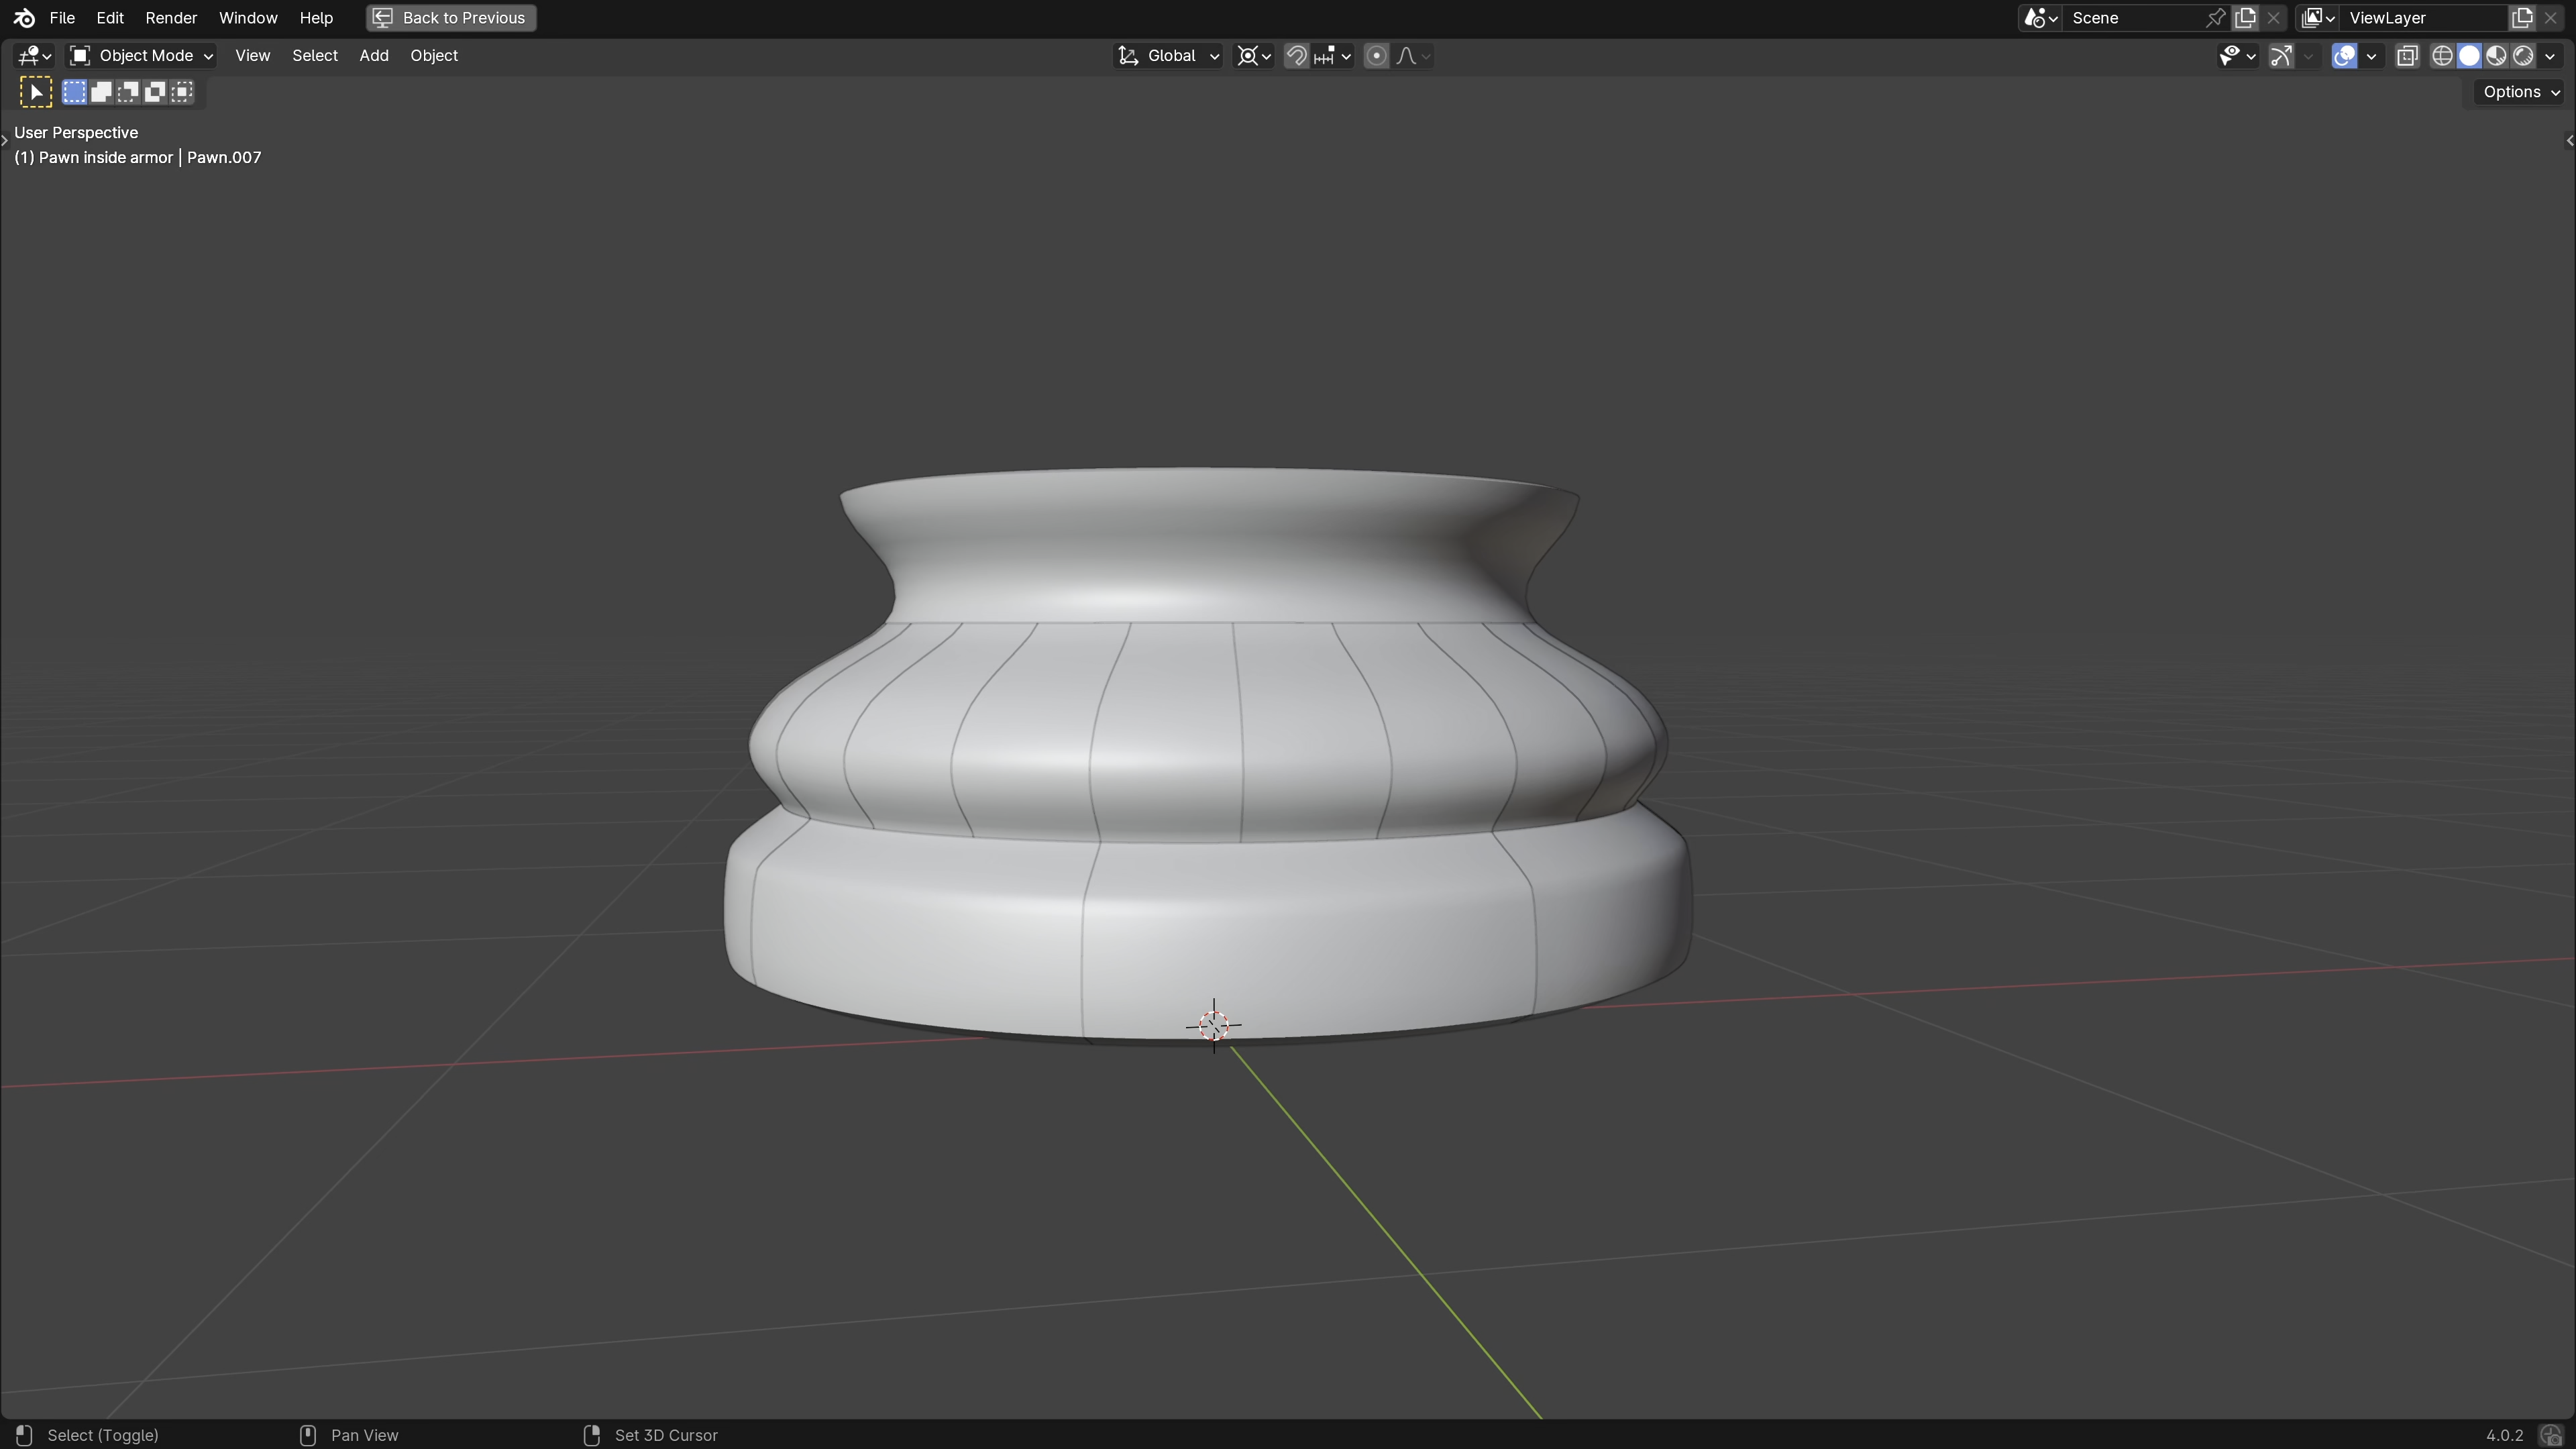 File Edit Render Window Help Back to Previous Scene ViewLayer
Object Mode View Select Add Object Global
Options
User Perspective
(1) Pawn inside armor | Pawn.007
Select (Toggle) Pan View Set 3D Cursor 4.0.2